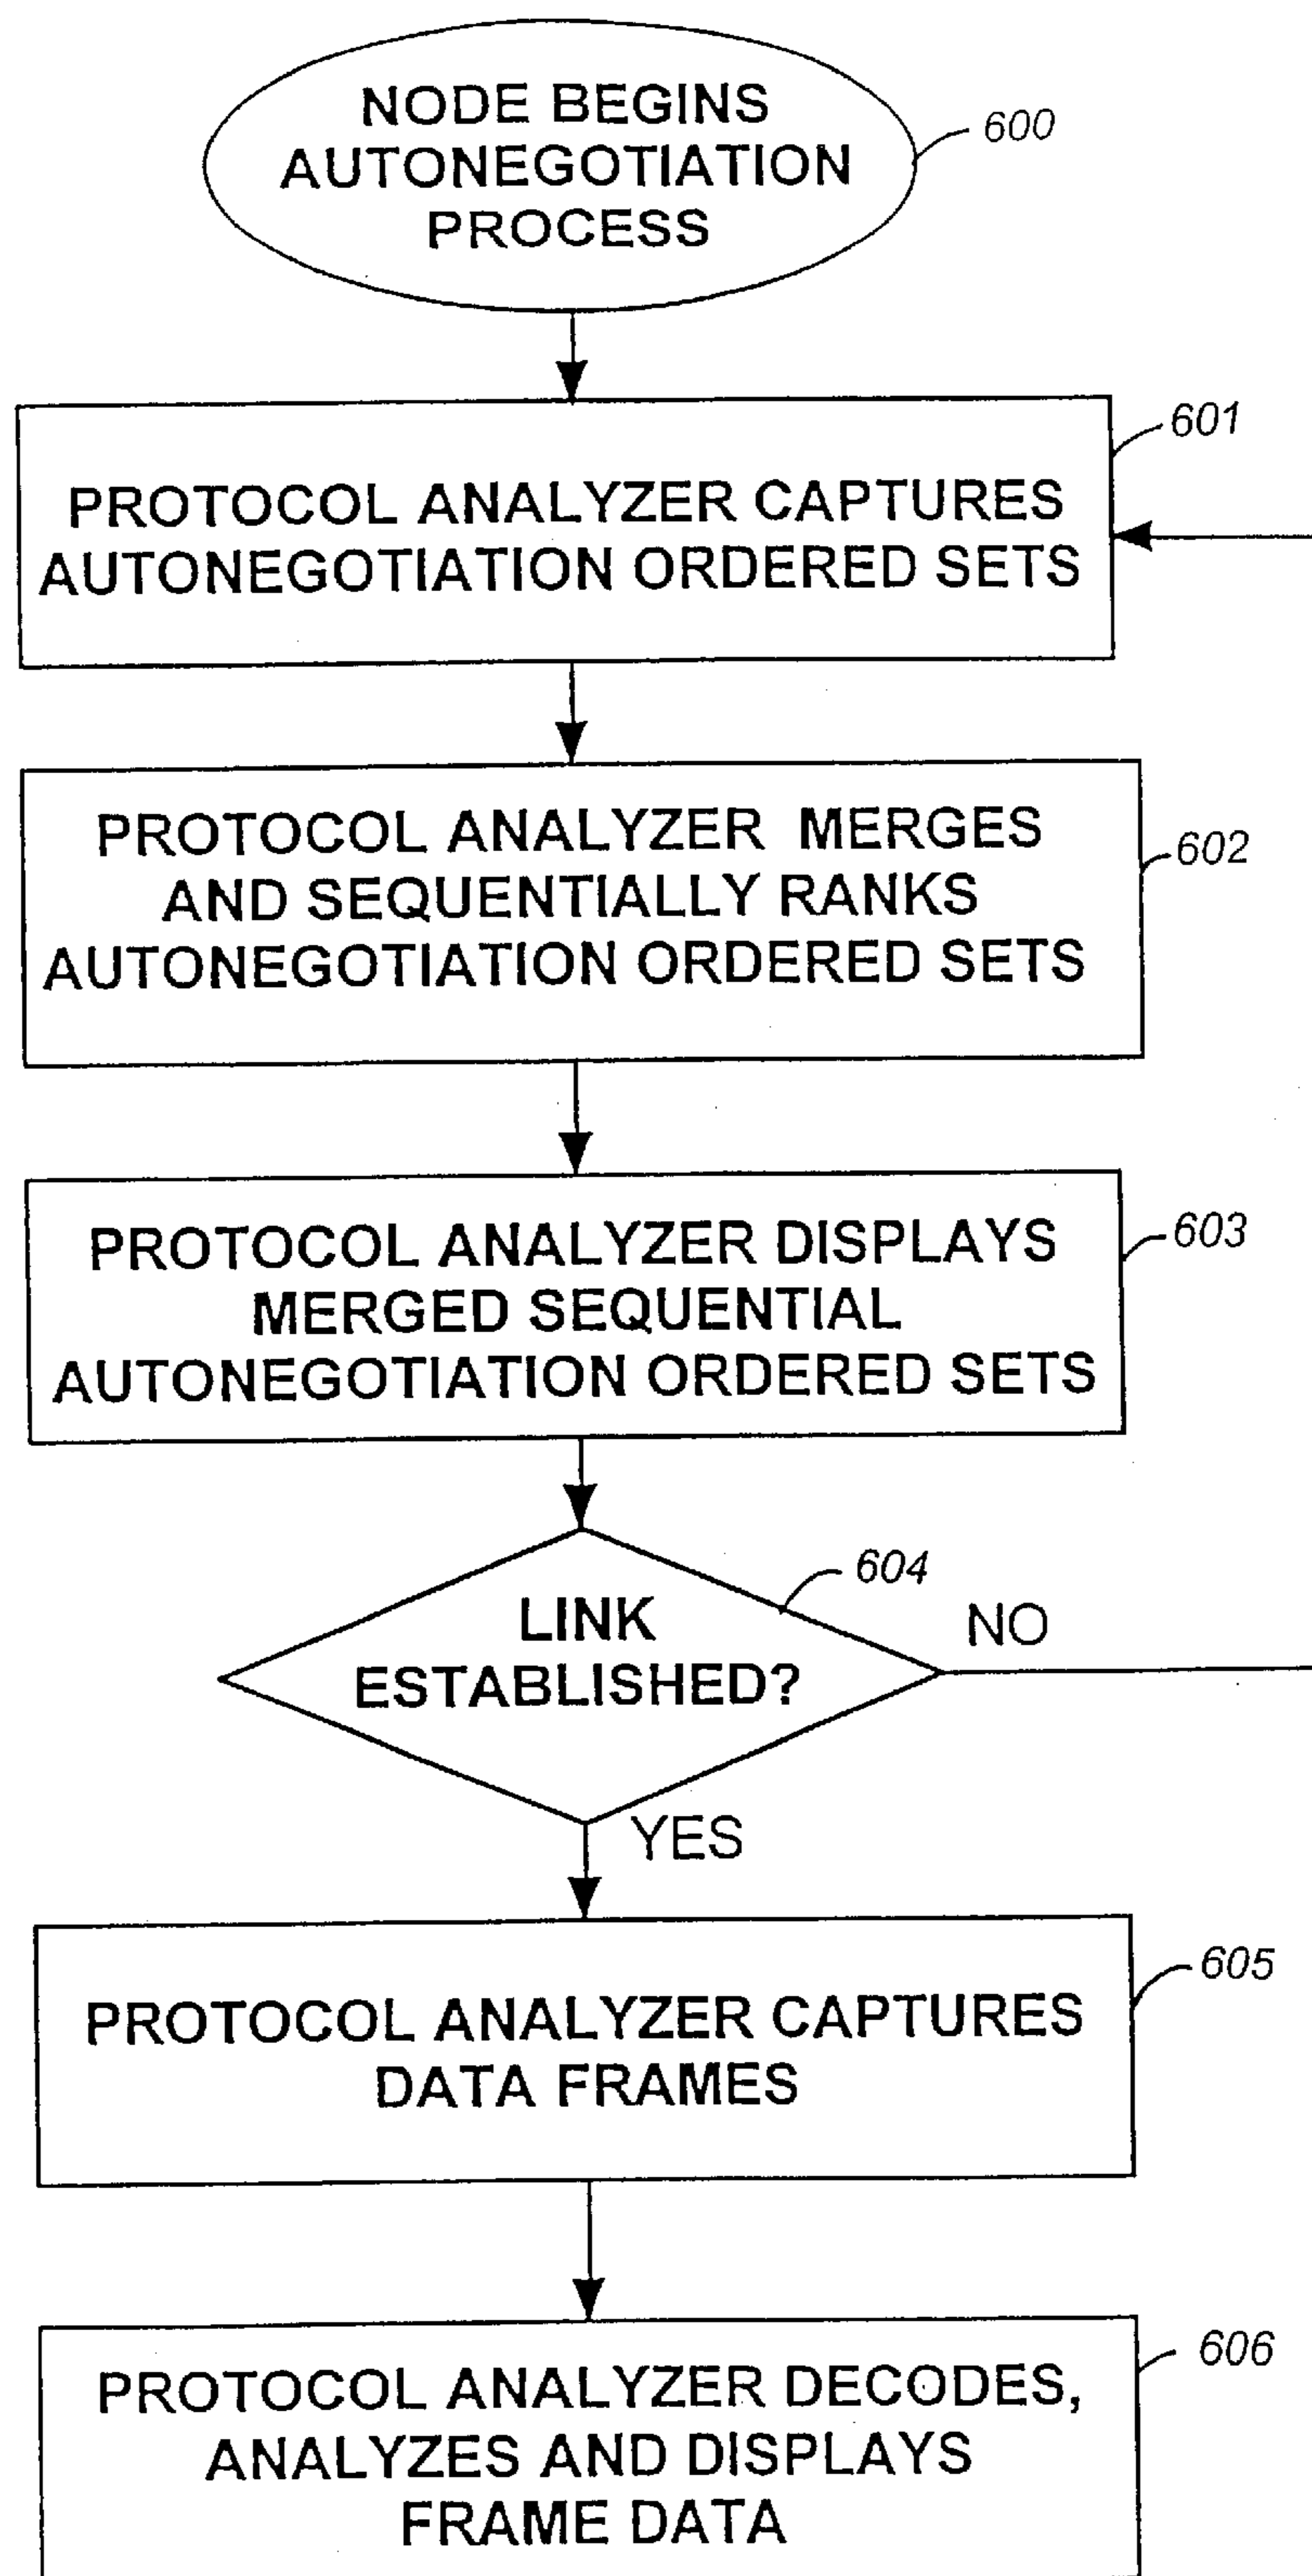 NODE BEGINS
AUTONEGOTIATION
PROCESS
600
601
PROTOCOL ANALYZER CAPTURES
AUTONEGOTIATION ORDERED SETS
PROTOCOL ANALYZER MERGES
AND SEQUENTIALLY RANKS
AUTONEGOTIATION ORDERED SETS
602
PROTOCOL ANALYZER DISPLAYS
MERGED SEQUENTIAL
AUTONEGOTIATION ORDERED SETS
603
604
LINK
ESTABLISHED?
NO
YES
605
PROTOCOL ANALYZER CAPTURES
DATA FRAMES
606
PROTOCOL ANALYZER DECODES,
ANALYZES AND DISPLAYS
FRAME DATA